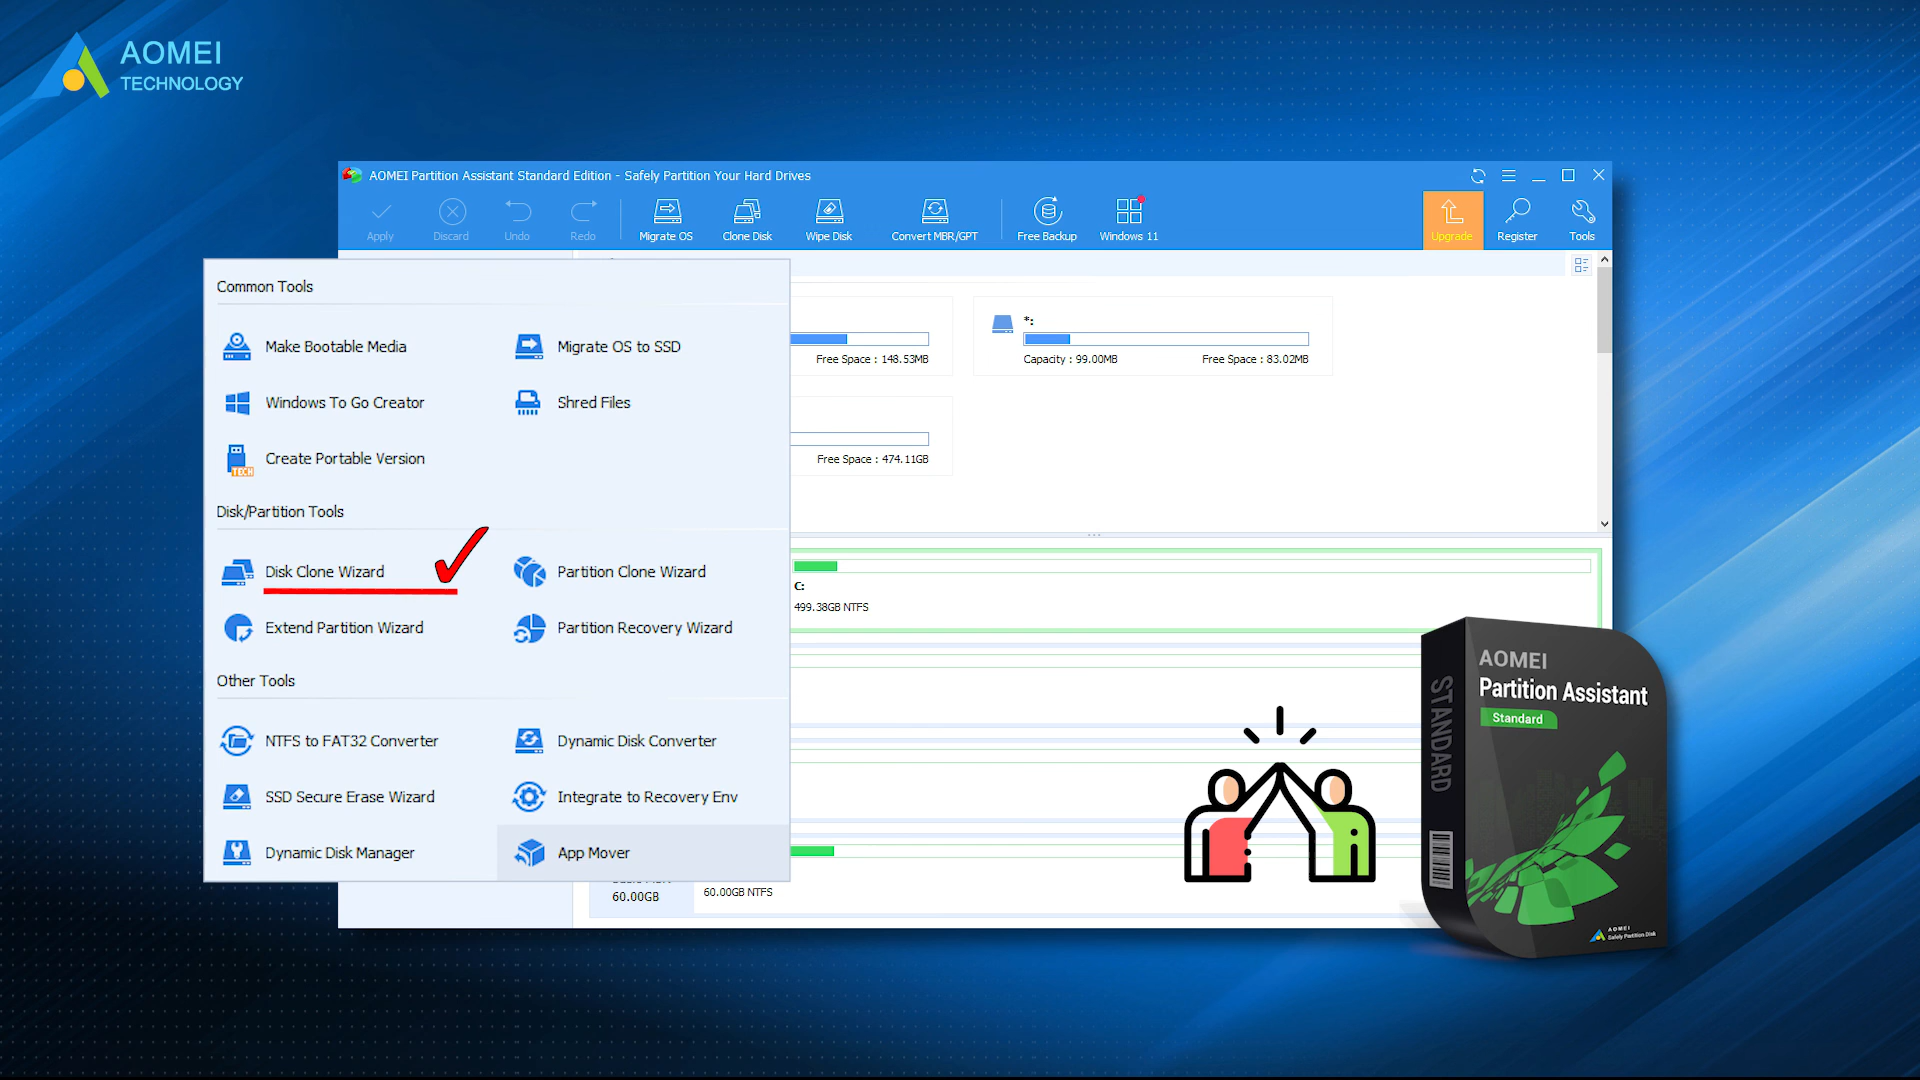 AOMEI
TECHNOLOGY
AOMEI Partition Assistant Standard Edition - Safely Partition Your Hard Drives
Apply
Discard
Undo
Redo
Migrate OS
Clone Disk
Wipe Disk
Convert MBR/GPT
Free Backup
Windows 11
Upgrade
Register
Tools
Common Tools
Make Bootable Media
Migrate OS to SSD
Windows To Go Creator
Shred Files
TECH
Create Portable Version
Disk/Partition Tools
Disk Clone Wizard
Partition Clone Wizard
Extend Partition Wizard
Partition Recovery Wizard
Other Tools
NTFS to FAT32 Converter
Dynamic Disk Converter
SSD Secure Erase Wizard
Integrate to Recovery Env
Dynamic Disk Manager
App Mover
Free Space : 148.53MB
*:
Capacity : 99.00MB
Free Space : 83.02MB
Free Space : 474.11GB
C:
499.38GB NTFS
60.00GB
60.00GB NTFS
STANDARD
AOMEI
Partition Assistant
Standard
AOMEI
Safely Partition Disk